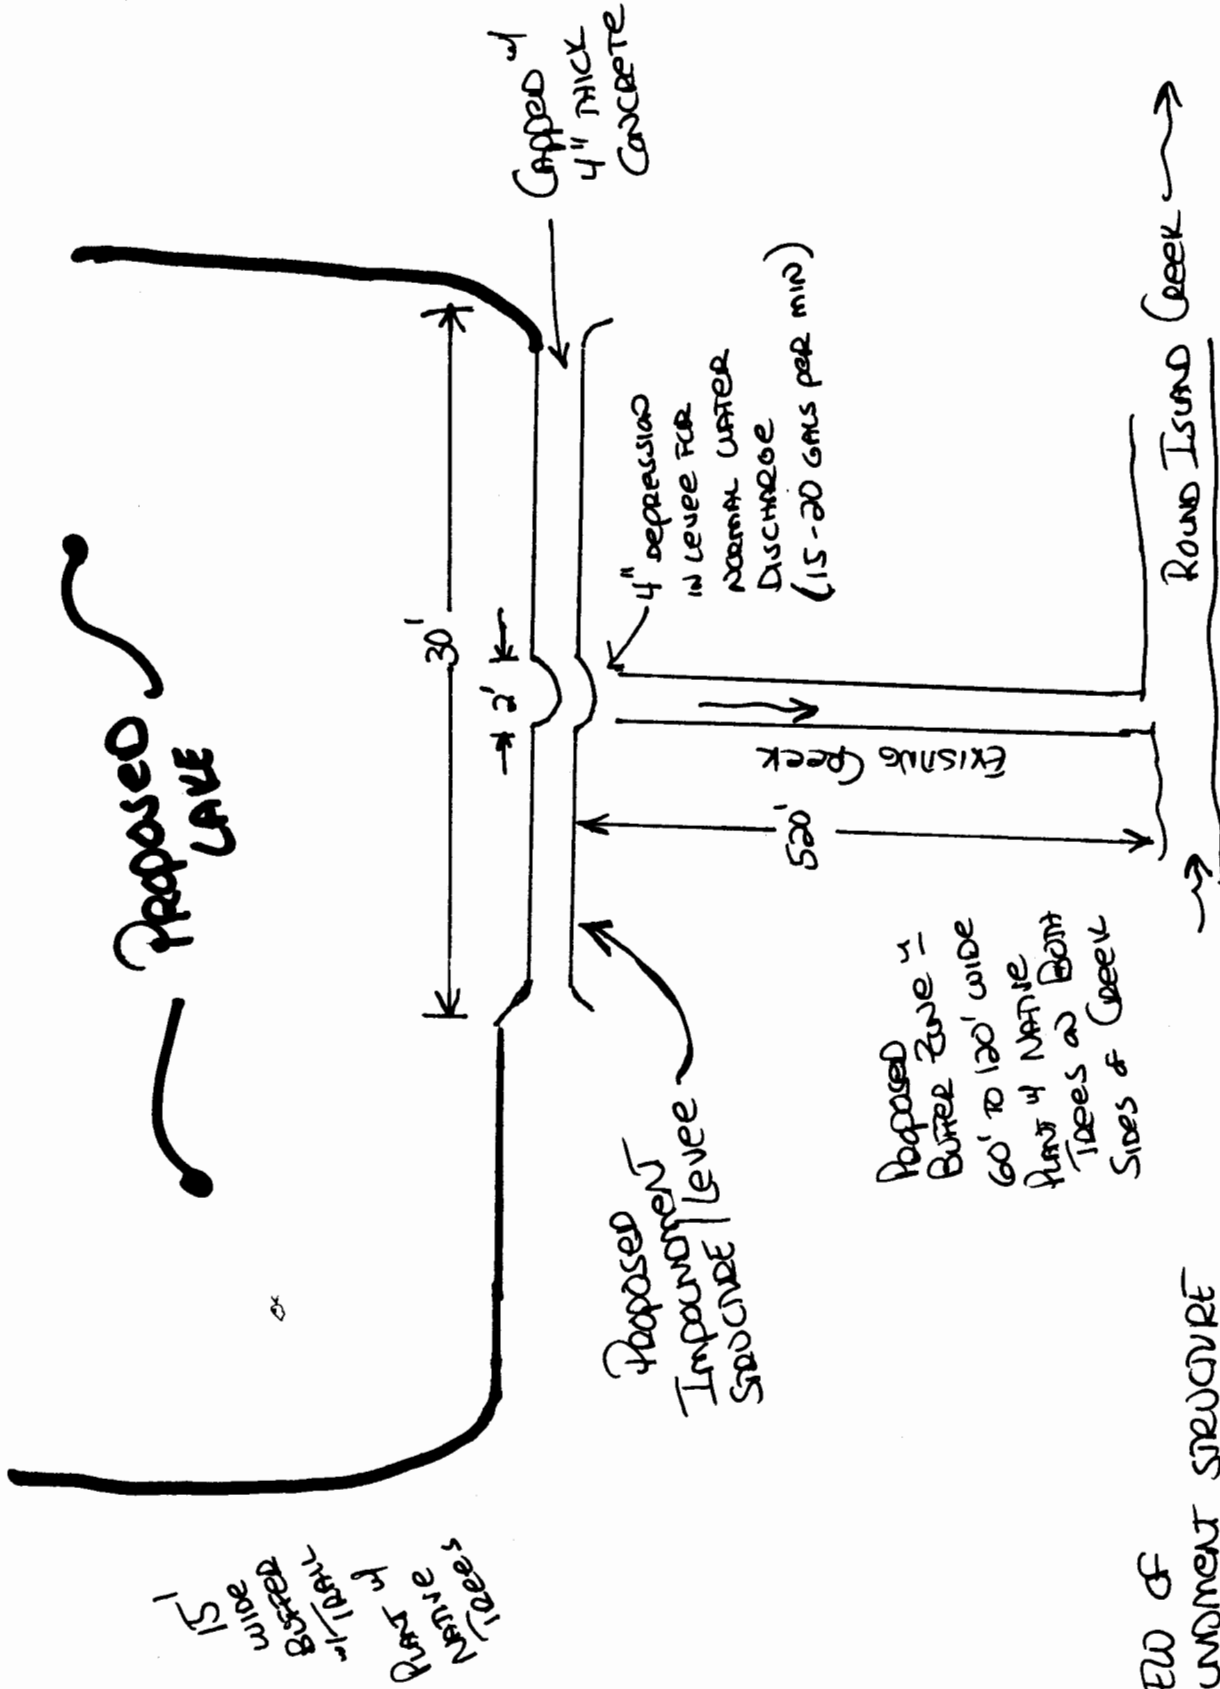 PROPOSED
LAKE
15'
WIDE
BUFFER
w/ TRAIL
PLANT w/
NATIVE
TREES
30'
2'
CAPPED w/
4" THICK
CONCRETE
4" DEPRESSION
IN LEVEE FOR
NORMAL WATER
DISCHARGE
(15-20 GALS PER MIN)
PROPOSED
IMPOUNDMENT
STRUCTURE / LEVEE
EXISTING CREEK
520'
PROPOSED
BUFFER ZONE
60' TO 120' WIDE
PLANT w/ NATIVE
TREES ON BOTH
SIDES OF CREEK
ROUND ISLAND CREEK
EW OF
UNDMENT STRUCTURE